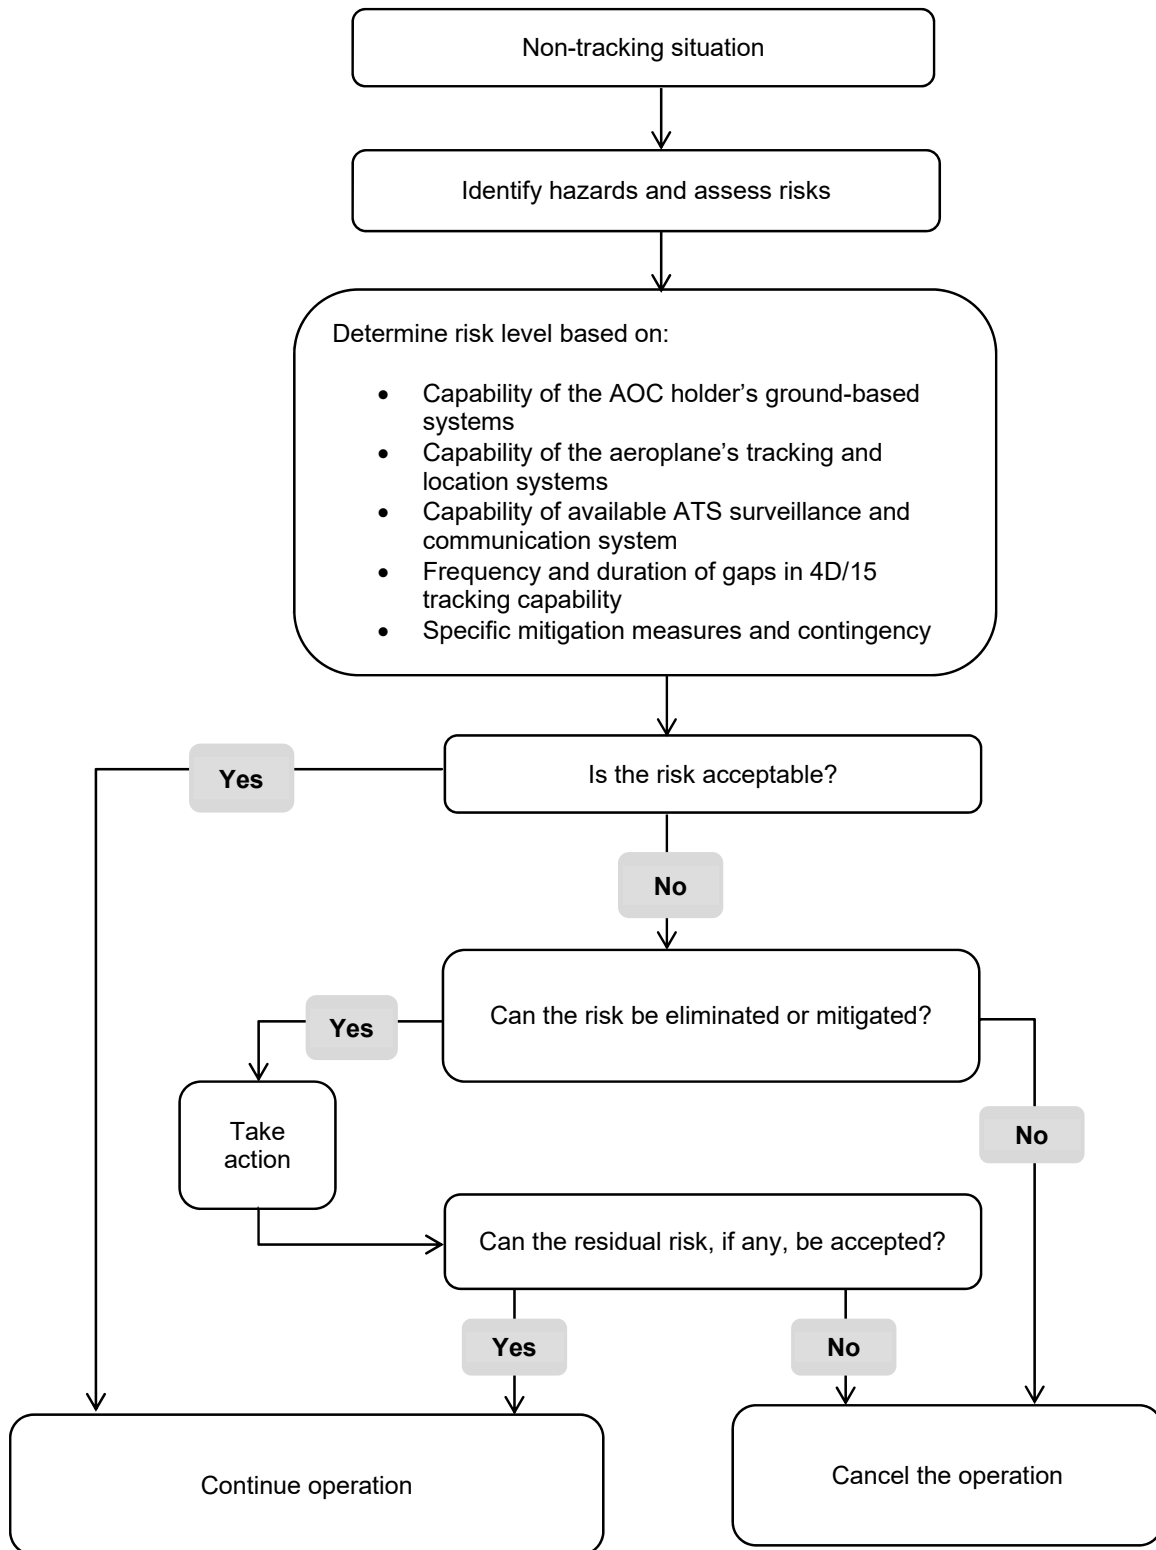 Non-tracking situation
Identify hazards and assess risks
Determine risk level based on:
• Capability of the AOC holder’s ground-based
systems
• Capability of the aeroplane’s tracking and
location systems
• Capability of available ATS surveillance and
communication system
• Frequency and duration of gaps in 4D/15
tracking capability
• Specific mitigation measures and contingency
Yes
Is the risk acceptable?
No
Yes
Can the risk be eliminated or mitigated?
No
Take
action
Can the residual risk, if any, be accepted?
Yes
No
Continue operation
Cancel the operation